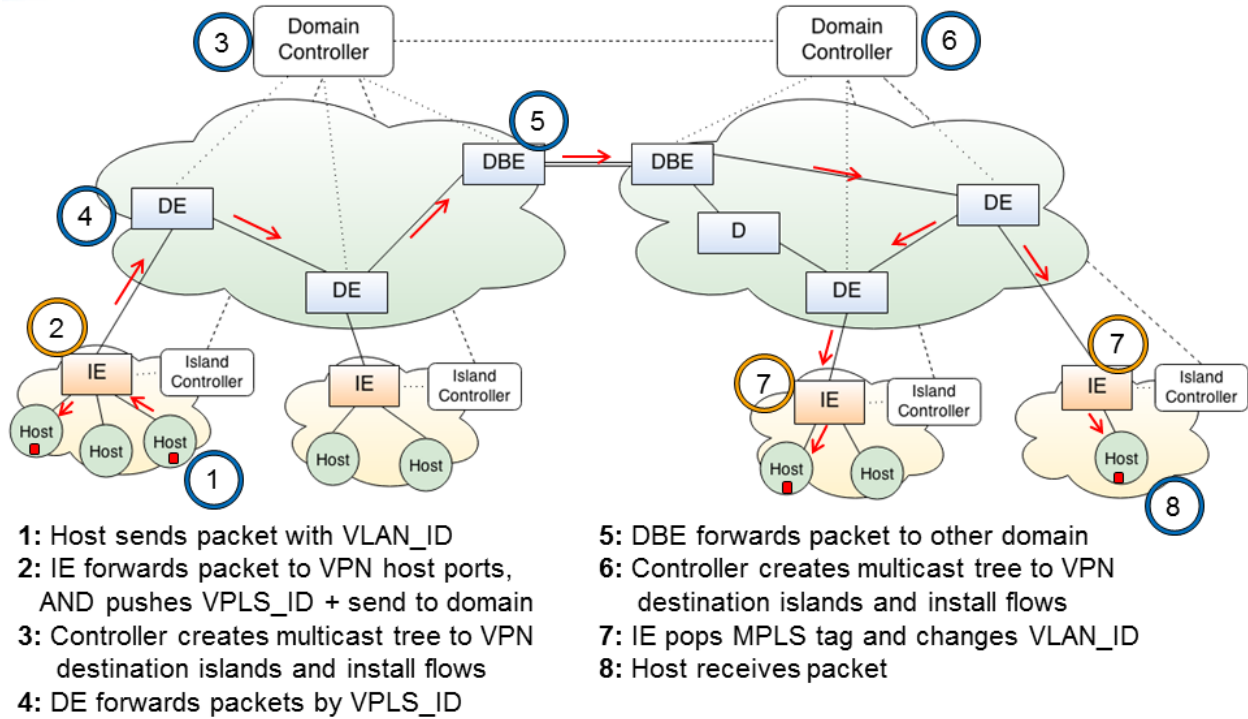 Domain
Controller
3
Domain
Controller
6
5
DBE
DBE
4
DE
DE
D
DE
DE
2
IE
Island
Controller
Host
Host
Host
1
IE
Island
Controller
Host
Host
7
IE
Island
Controller
Host
Host
7
IE
Island
Controller
Host
8
1: Host sends packet with VLAN_ID
2: IE forwards packet to VPN host ports,
AND pushes VPLS_ID + send to domain
3: Controller creates multicast tree to VPN
destination islands and install flows
4: DE forwards packets by VPLS_ID
5: DBE forwards packet to other domain
6: Controller creates multicast tree to VPN
destination islands and install flows
7: IE pops MPLS tag and changes VLAN_ID
8: Host receives packet